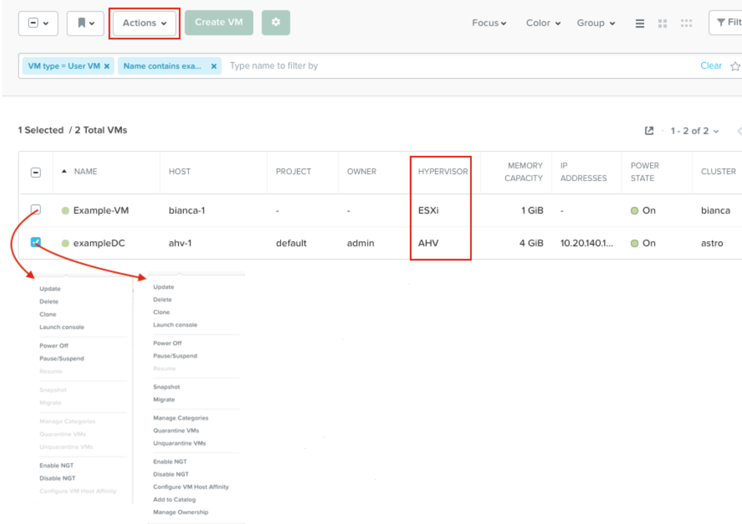 Actions Create VM Focus Color Group Filt
VM type = User VM × Name contains exa... × Type name to filter by Clear
1 Selected / 2 Total VMs 1 - 2 of 2
NAME HOST PROJECT OWNER HYPERVISOR MEMORY CAPACITY IP ADDRESSES POWER STATE CLUSTER
Example-VM bianca-1 - - ESXi 1 GiB - On bianca
exampleDC ahv-1 default admin AHV 4 GiB 10.20.140.1... On astro
Update
Delete
Clone
Launch console
Power Off
Pause/Suspend
Resume
Snapshot
Migrate
Manage Categories
Quarantine VMs
Unquarantine VMs
Enable NGT
Disable NGT
Configure VM Host Affinity
Update
Delete
Clone
Launch console
Power Off
Pause/Suspend
Resume
Snapshot
Migrate
Manage Categories
Quarantine VMs
Unquarantine VMs
Enable NGT
Disable NGT
Configure VM Host Affinity
Add to Catalog
Manage Ownership